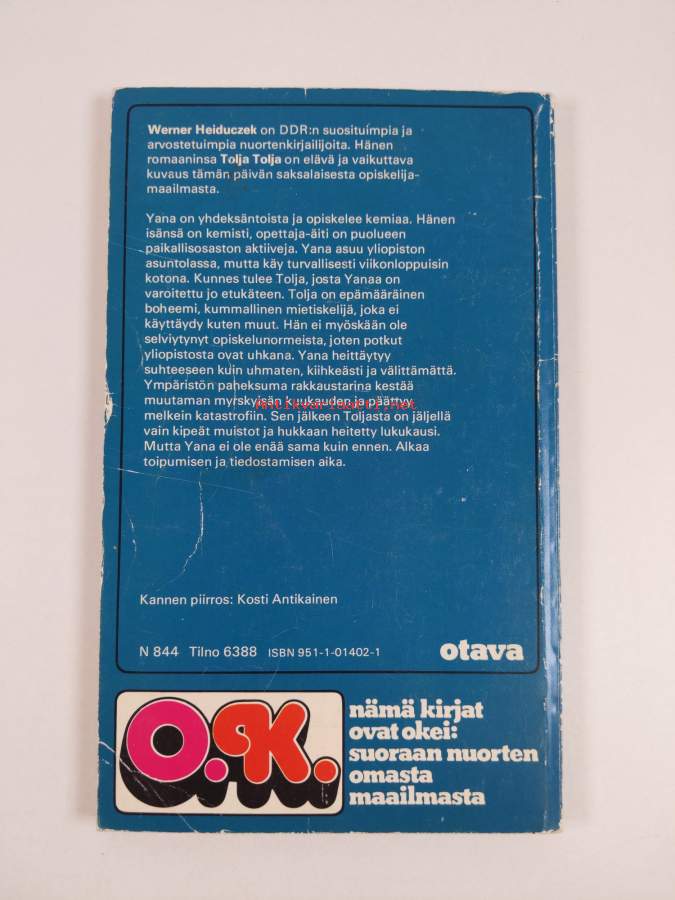 Werner Heiduczek on DDR:n suosituimpia ja
arvostetuimpia nuortenkirjailijoita. Hänen
romaaninsa Tolja Tolja on elävä ja vaikuttava
kuvaus tämän päivän saksalaisesta opiskelija-
maailmasta.
Yana on yhdeksäntoista ja opiskelee kemiaa. Hänen
isänsä on kemisti, opettaja-äiti on puolueen
paikallisosaston aktiiveja. Yana asuu yliopiston
asuntolassa, mutta käy turvallisesti viikonloppuisin
kotona. Kunnes tulee Tolja, josta Yanaa on
varoitettu jo etukäteen. Tolja on epämääräinen
boheemi, kummallinen mietiskelijä, joka ei
käyttäydy kuten muut. Hän ei myöskään ole
selviytynyt opiskelunormeista, joten potkut
yliopistosta ovat uhkana. Yana heittäytyy
suhteeseen kuin uhmaten, kiihkeästi ja välittämättä.
Ympäristön paheksuma rakkaustarina kestää
muutaman myrskyisän kuukauden ja päättyy
Antikvariaatti.net
melkein katastrofiin. Sen jälkeen Toljasta on jäljellä
vain kipeät muistot ja hukkaan heitetty lukukausi.
Mutta Yana ei ole enää sama kuin ennen. Alkaa
toipumisen ja tiedostamisen aika.
Kannen piirros: Kosti Antikainen
N 844 Tilno 6388 ISBN 951-1-01402-1
otava
O.K.
nämä kirjat
ovat okei:
suoraan nuorten
omasta
maailmasta